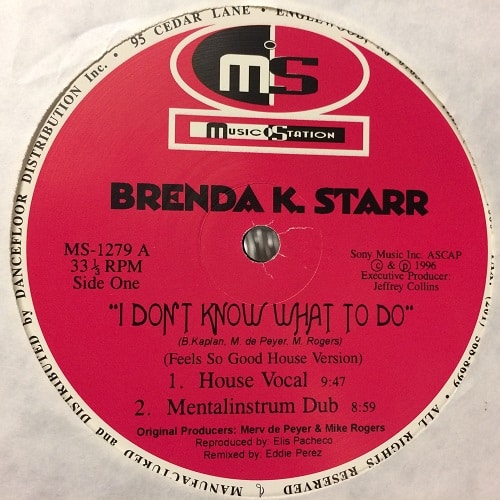 MANUFACTURED and DISTRIBUTED by DANCEFLOOR DISTRIBUTION Inc. • 95 CEDAR LANE • ENGLEWOOD, NJ
• ALL RIGHTS RESERVED &
MS
MUSIC STATION
BRENDA K. STARR
MS-1279 A
33 ⅓ RPM
Side One
Sony Music Inc. ASCAP
© & ℗ 1996
Executive Producer:
Jeffrey Collins
"I DON'T KNOW WHAT TO DO"
(B.Kaplan, M. de Peyer, M. Rogers)
(Feels So Good House Version)
1. House Vocal 9:47
2. Mentalinstrum Dub 8:59
Original Producers: Merv de Peyer & Mike Rogers
Reproduced by: Elis Pacheco
Remixed by: Eddie Perez